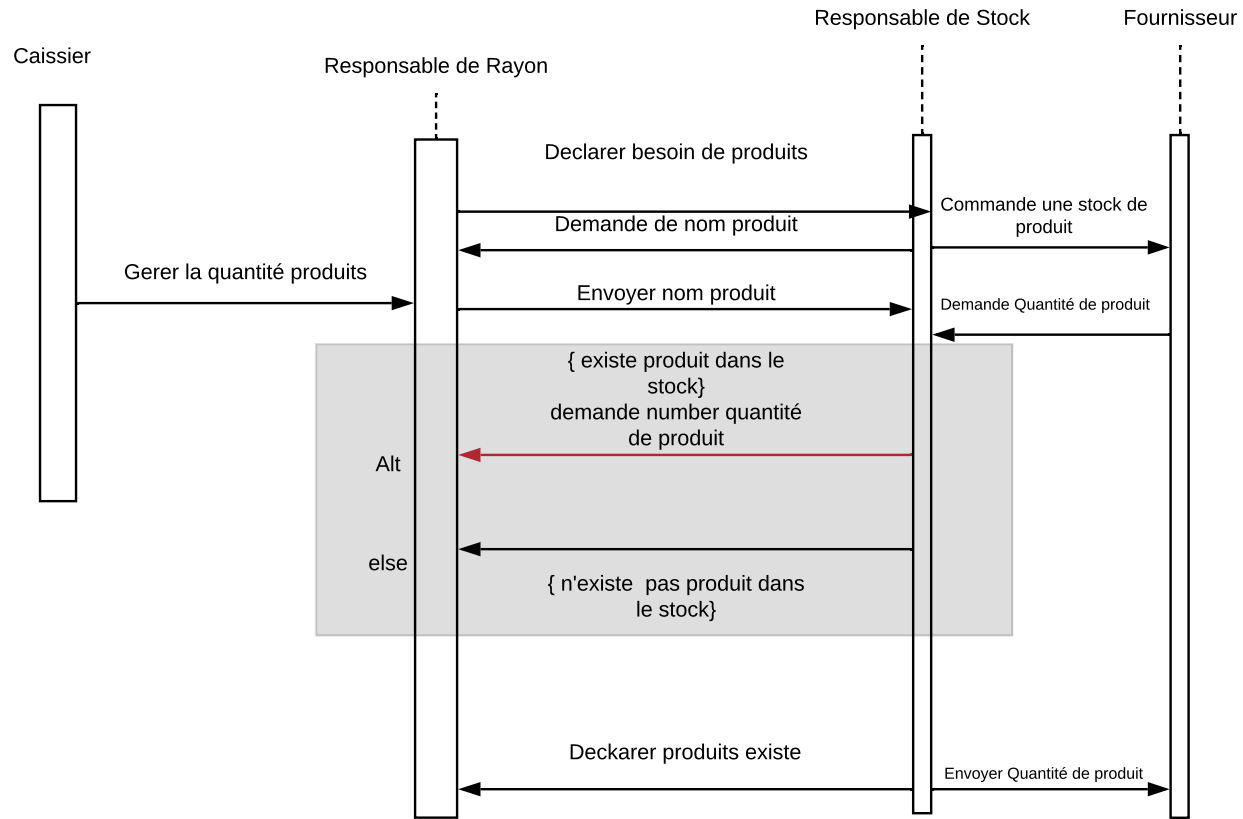 Responsable de Stock
Fournisseur
Caissier
Responsable de Rayon
Declarer besoin de produits
Commande une stock de
produit
Demande de nom produit
Gerer la quantité produits
Envoyer nom produit
Demande Quantité de produit
{ existe produit dans le
stock}
demande number quantité
de produit
Alt
else
{ n'existe  pas produit dans
le stock}
Deckarer produits existe
Envoyer Quantité de produit